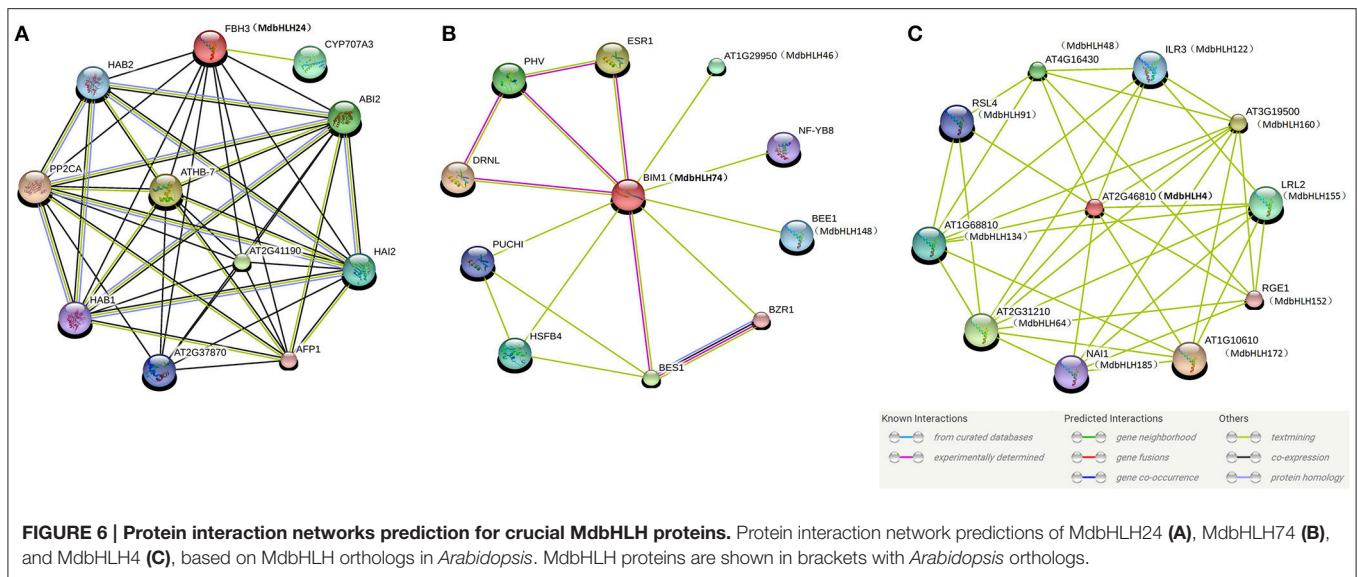 A
FBH3（MdbHLH24）
CYP707A3
HAB2
ABI2
PP2CA
ATHB-7
AT2G41190
HAI2
HAB1
AT2G37870
AFP1
B
ESR1
PHV
AT1G29950（MdbHLH46）
NF-YB8
DRNL
BIM1（MdbHLH74）
BEE1
（MdbHLH148）
PUCHI
BZR1
HSFB4
BES1
C
（MdbHLH48）
AT4G16430
ILR3（MdbHLH122）
RSL4
（MdbHLH91）
AT3G19500
（MdbHLH160）
LRL2
（MdbHLH155）
AT2G46810（MdbHLH4）
AT1G68810
（MdbHLH134）
RGE1
（MdbHLH152）
AT2G31210
（MdbHLH64）
NAI1
（MdbHLH185）
AT1G10610
（MdbHLH172）
Known Interactions
from curated databases
experimentally determined
Predicted Interactions
gene neighborhood
gene fusions
gene co-occurrence
Others
textmining
co-expression
protein homology
FIGURE 6 | Protein interaction networks prediction for crucial MdbHLH proteins. Protein interaction network predictions of MdbHLH24 (A), MdbHLH74 (B),
and MdbHLH4 (C), based on MdbHLH orthologs in Arabidopsis. MdbHLH proteins are shown in brackets with Arabidopsis orthologs.